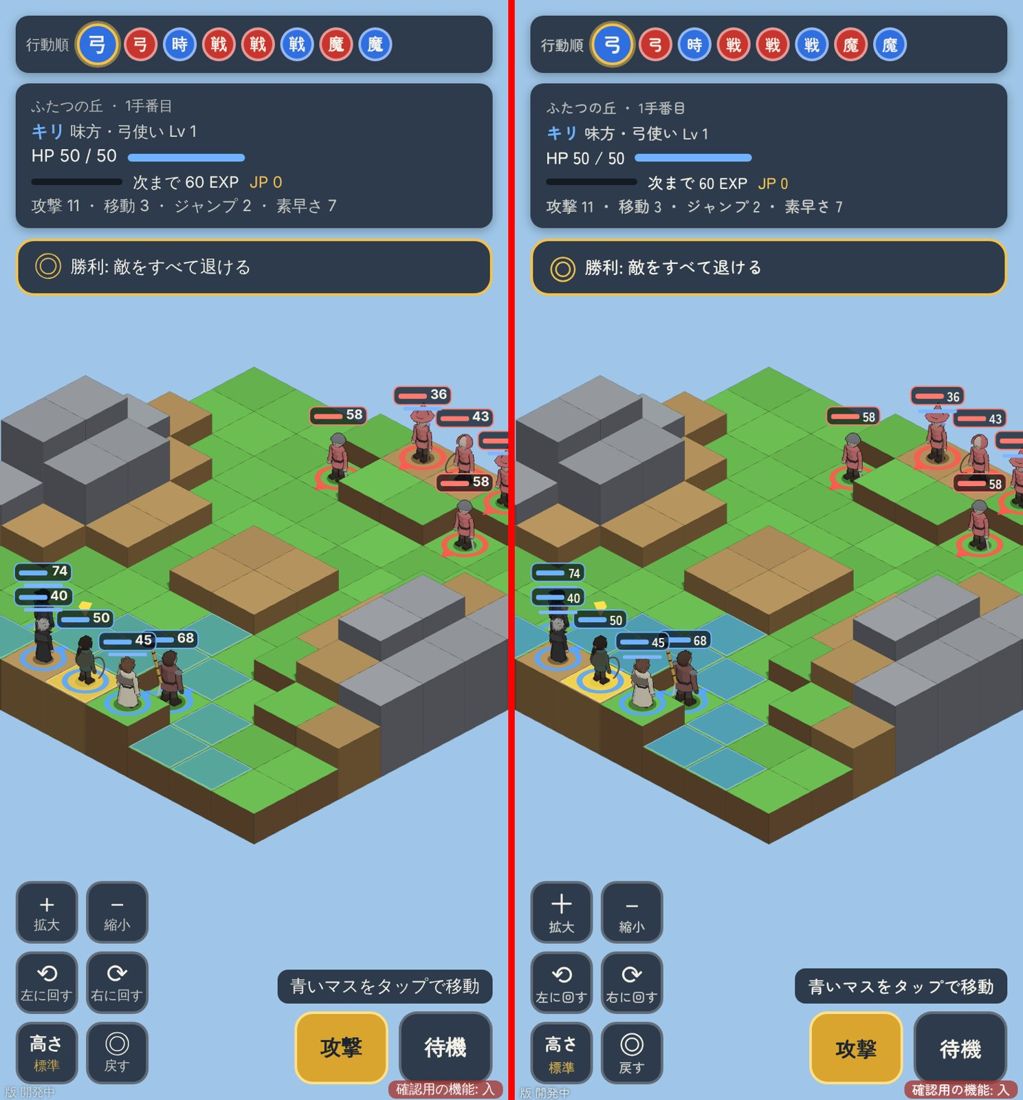 行動順 弓 弓 時 戦 戦 戦 魔 魔
ふたつの丘 ・ 1手番目
キリ 味方・弓使い Lv 1
HP 50 / 50
次まで 60 EXP JP 0
攻撃 11 ・ 移動 3 ・ ジャンプ 2 ・ 素早さ 7
◎ 勝利: 敵をすべて退ける
36
58
43
58
74
40
50
45
68
+
拡大
−
縮小
⟲
左に回す
⟳
右に回す
高さ
標準
◎
戻す
青いマスをタップで移動
攻撃
待機
版 開発中
確認用の機能: 入
行動順 弓 弓 時 戦 戦 戦 魔 魔
ふたつの丘 ・ 1手番目
キリ 味方・弓使い Lv 1
HP 50 / 50
次まで 60 EXP JP 0
攻撃 11 ・ 移動 3 ・ ジャンプ 2 ・ 素早さ 7
◎ 勝利: 敵をすべて退ける
36
58
43
58
74
40
50
45
68
+
拡大
−
縮小
⟲
左に回す
⟳
右に回す
高さ
標準
◎
戻す
青いマスをタップで移動
攻撃
待機
版 開発中
確認用の機能: 入